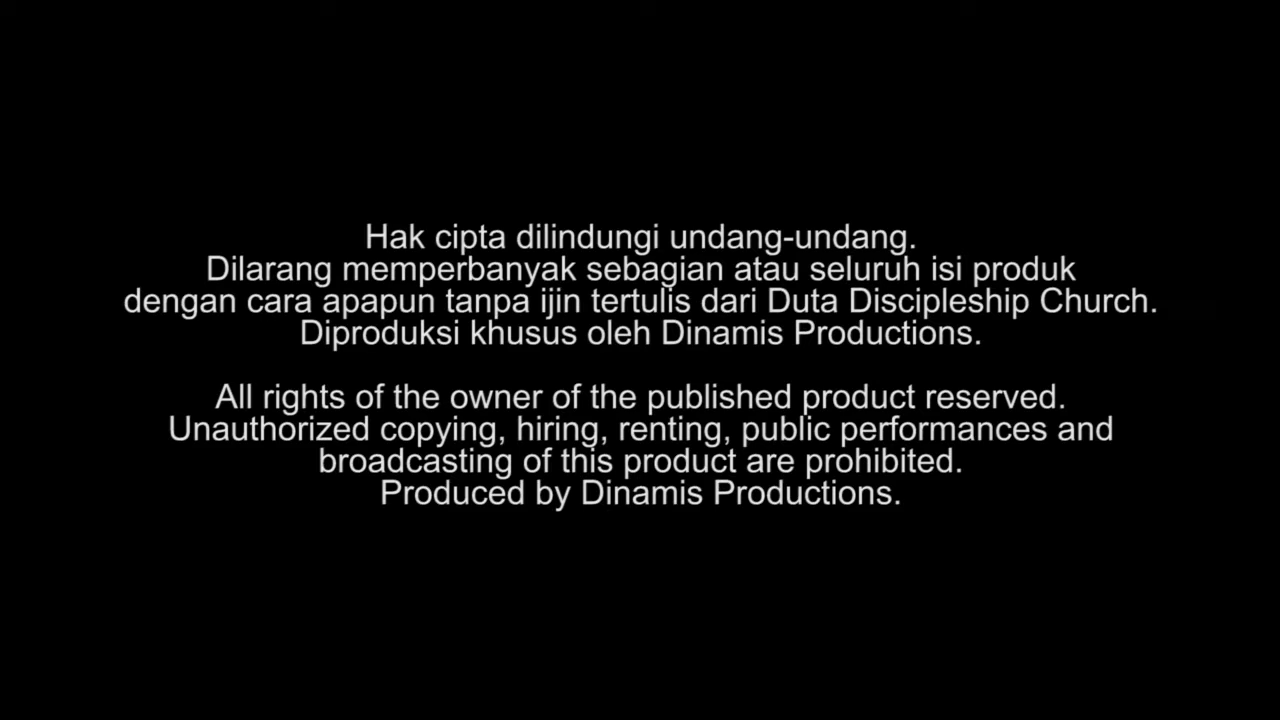 Hak cipta dilindungi undang-undang.
Dilarang memperbanyak sebagian atau seluruh isi produk
dengan cara apapun tanpa ijin tertulis dari Duta Discipleship Church.
Diproduksi khusus oleh Dinamis Productions.
All rights of the owner of the published product reserved.
Unauthorized copying, hiring, renting, public performances and
broadcasting of this product are prohibited.
Produced by Dinamis Productions.